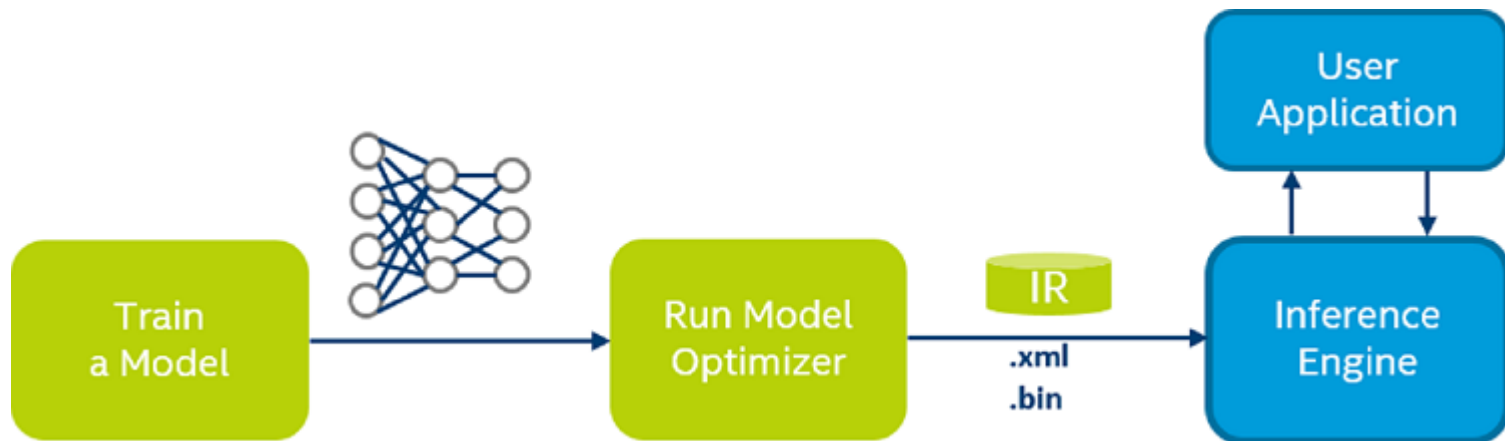 Train
a Model
Run Model
Optimizer
IR
.xml
.bin
User
Application
Inference
Engine